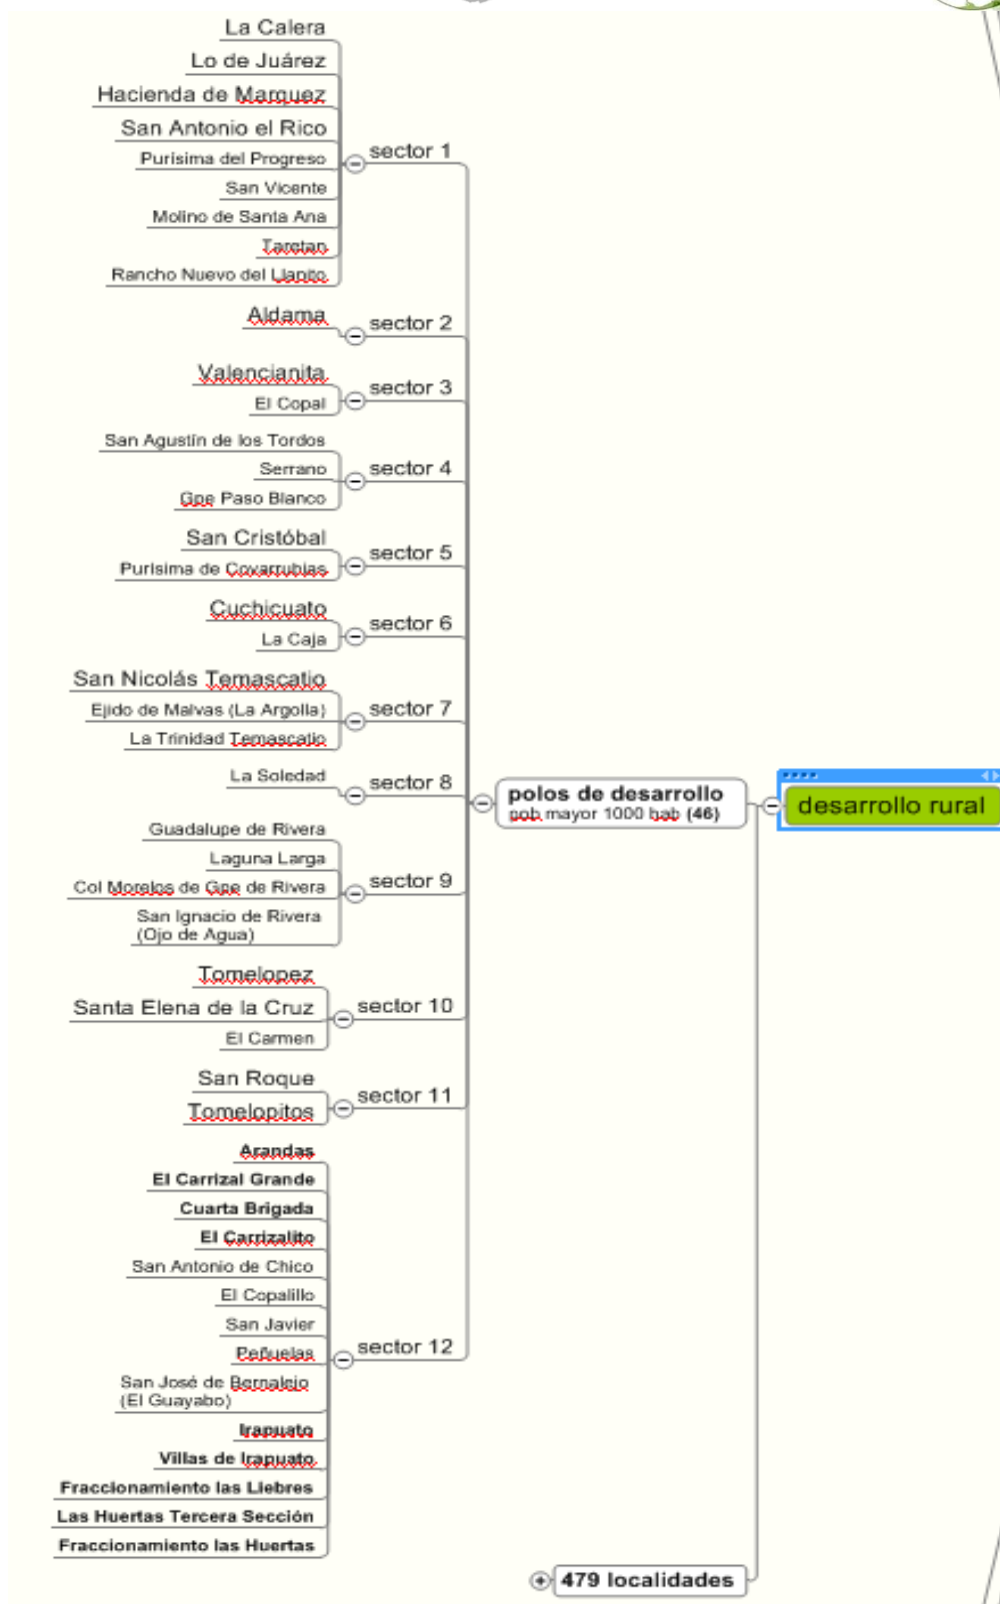 La Calera
Lo de Juárez
Hacienda de Marquez
San Antonio el Rico
Purisima del Progreso
San Vicente
Molino de Santa Ana
Taretan
Rancho Nuevo del Llanito
sector 1
Aldama
sector 2
Valencianita
El Copal
sector 3
San Agustín de los Tordos
Serrano
Gpe Paso Blanco
sector 4
San Cristóbal
Purisima de Covarrubias
sector 5
Cuchicuato
La Caja
sector 6
San Nicolás Temascatio
Ejido de Malvas (La Argolla)
La Trinidad Temascatio
sector 7
La Soledad
sector 8
Guadalupe de Rivera
Laguna Larga
Col Morelos de Gpe de Rivera
San Ignacio de Rivera
(Ojo de Agua)
sector 9
Tomelopez
Santa Elena de la Cruz
El Carmen
sector 10
San Roque
Tomelopitos
sector 11
Arandas
El Carrizal Grande
Cuarta Brigada
El Carrizalito
San Antonio de Chico
El Copalillo
San Javier
Peñuelas
San José de Bernalejo
(El Guayabo)
Irapuato
Villas de Irapuato
Fraccionamiento las Liebres
Las Huertas Tercera Sección
Fraccionamiento las Huertas
sector 12
polos de desarrollo
pob mayor 1000 hab (46)
desarrollo rural
479 localidades